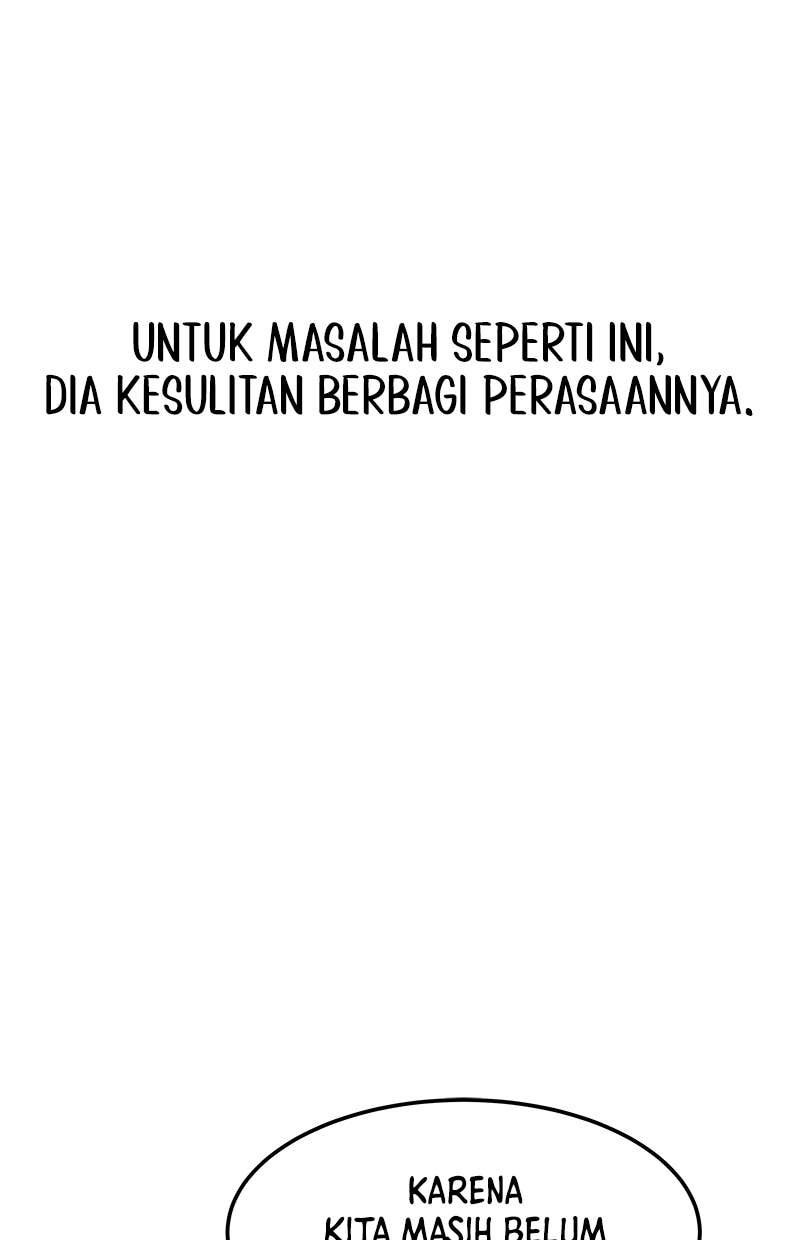 UNTUK MASALAH SEPERTI INI,
DIA KESULITAN BERBAGI PERASAANNYA.
KARENA
KITA MASIH BELUM